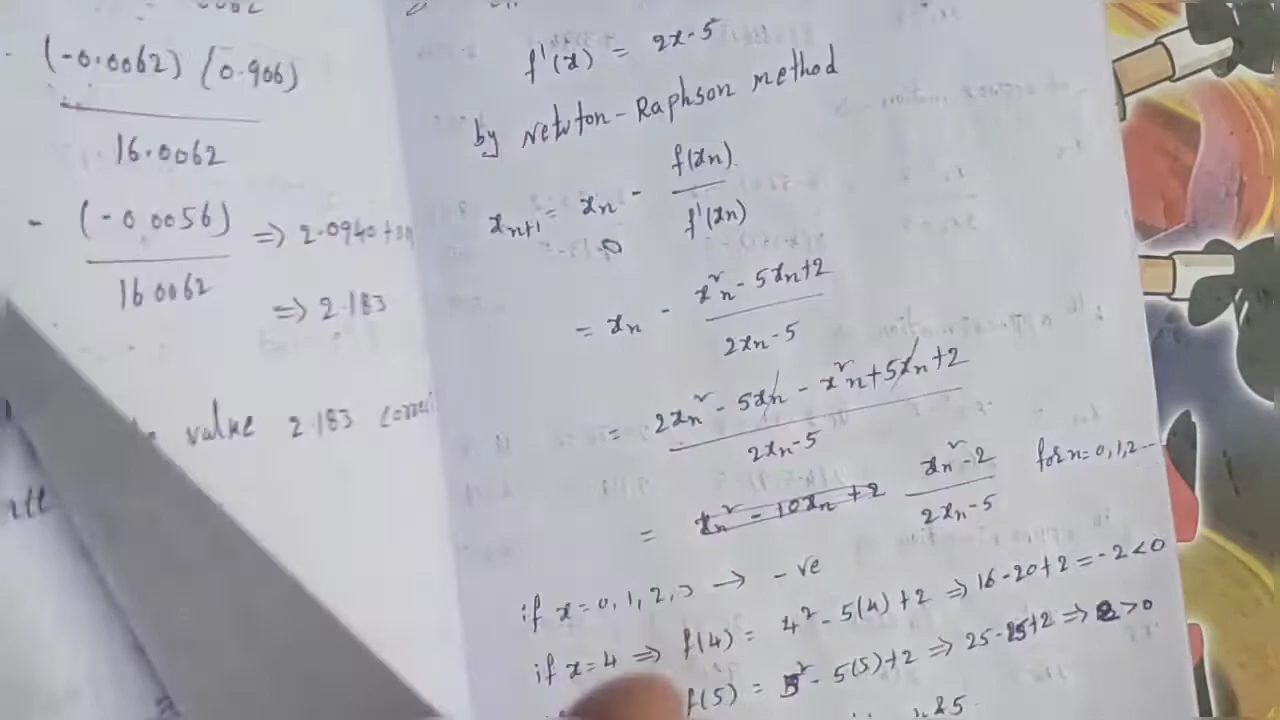 - (-0.0062) (0.906)
16.0062
- (-0.0056) => 2.0940+
16.0062
=> 2.183
value 2.183
f'(x) = 2x-5
by Newton-Raphson method
xn+1 = xn - f(xn)/f'(xn)
= xn - x²n - 5xn+2 / 2xn-5
= 2xn² - 5xn - x²n + 5xn + 2 / 2xn-5
= xn² - 10xn + 2 xn²-2 / 2xn-5 for n=0,1,2---
if x=0,1,2,3 → -ve
if x=4 => f(4) = 4² - 5(4)+2 => 16-20+2 = -2<0
f(5) = 5² - 5(5)+2 => 25-25+2 => 2>0